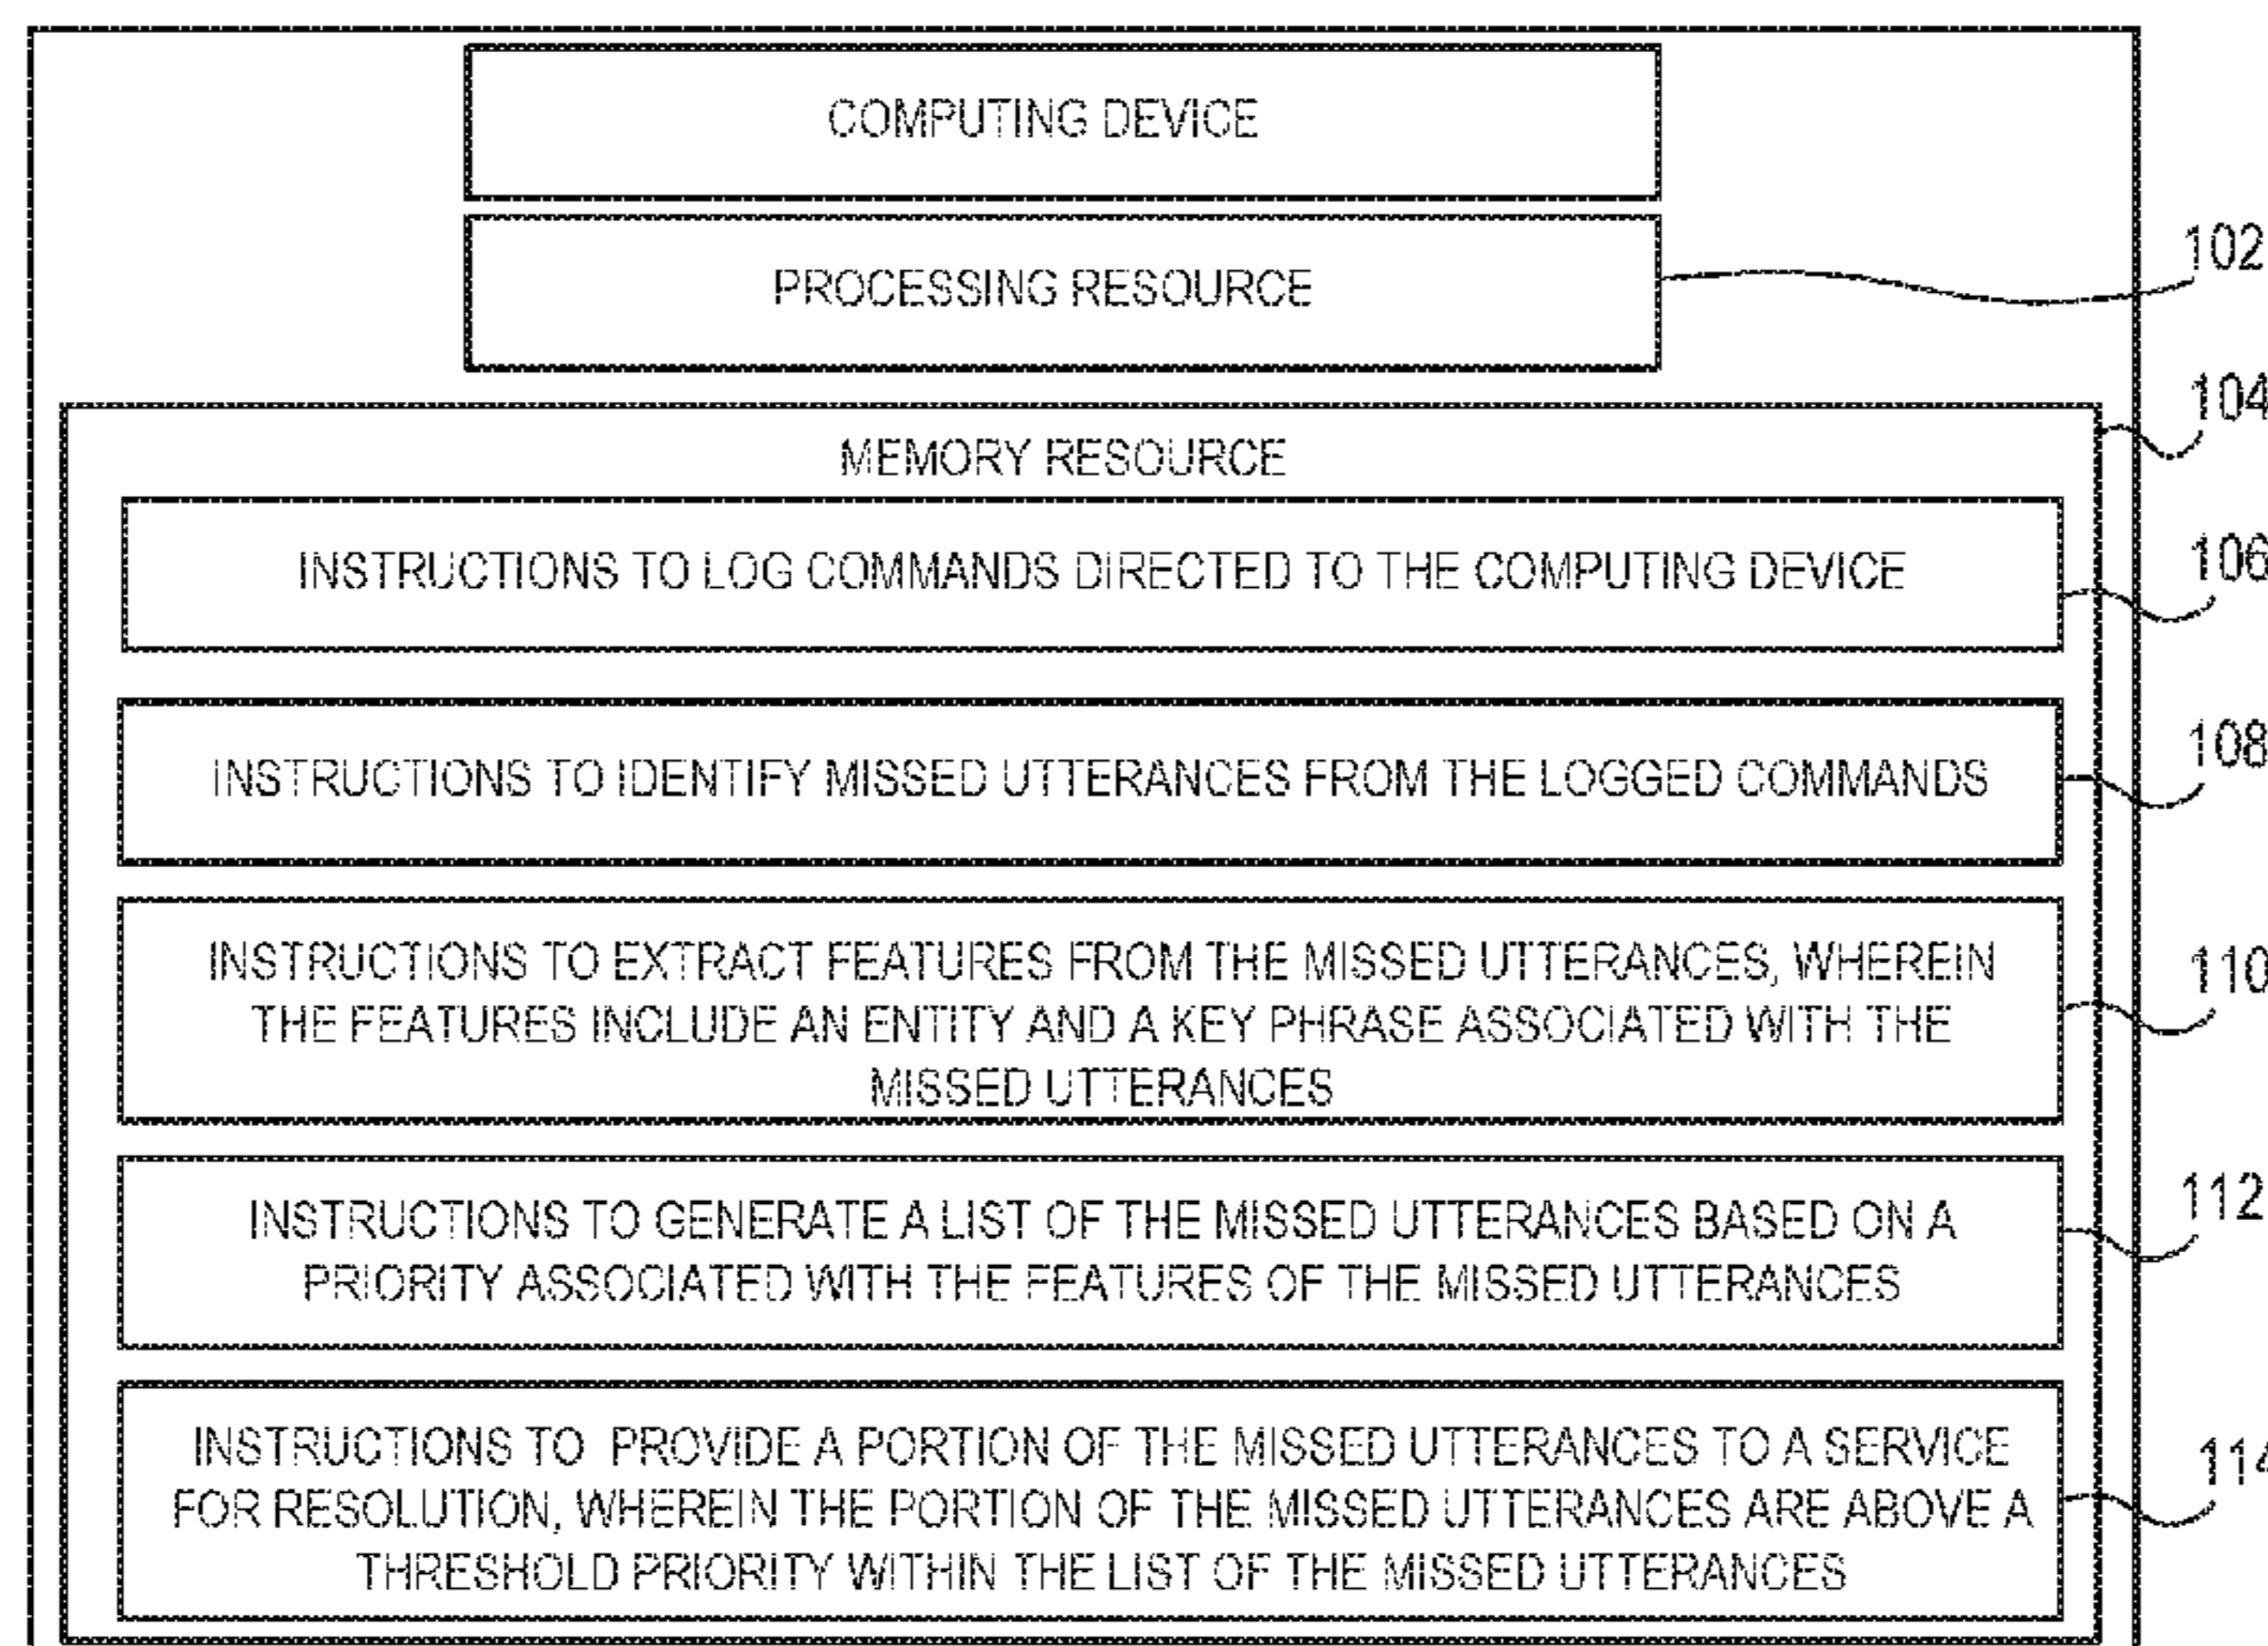 COMPUTING DEVICE
PROCESSING RESOURCE
102
104
MEMORY RESOURCE
INSTRUCTIONS TO LOG COMMANDS DIRECTED TO THE COMPUTING DEVICE
106
INSTRUCTIONS TO IDENTIFY MISSED UTTERANCES FROM THE LOGGED COMMANDS
108
INSTRUCTIONS TO EXTRACT FEATURES FROM THE MISSED UTTERANCES, WHEREIN
THE FEATURES INCLUDE AN ENTITY AND A KEY PHRASE ASSOCIATED WITH THE
MISSED UTTERANCES
110
INSTRUCTIONS TO GENERATE A LIST OF THE MISSED UTTERANCES BASED ON A
PRIORITY ASSOCIATED WITH THE FEATURES OF THE MISSED UTTERANCES
112
INSTRUCTIONS TO PROVIDE A PORTION OF THE MISSED UTTERANCES TO A SERVICE
FOR RESOLUTION, WHEREIN THE PORTION OF THE MISSED UTTERANCES ARE ABOVE A
THRESHOLD PRIORITY WITHIN THE LIST OF THE MISSED UTTERANCES
114